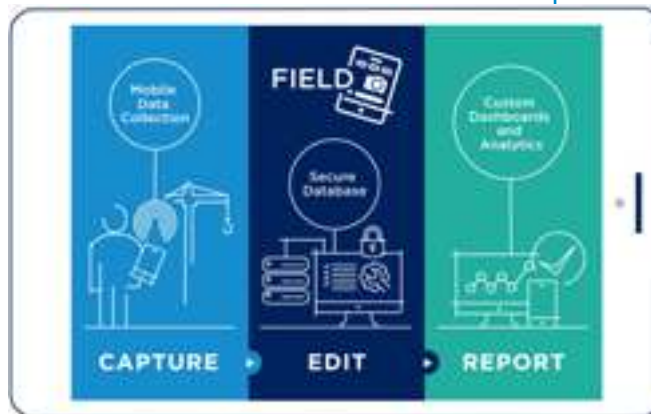 Mobile
Data
Collection
CAPTURE
FIELD
Secure
Database
EDIT
Custom
Dashboards
and
Analytics
REPORT